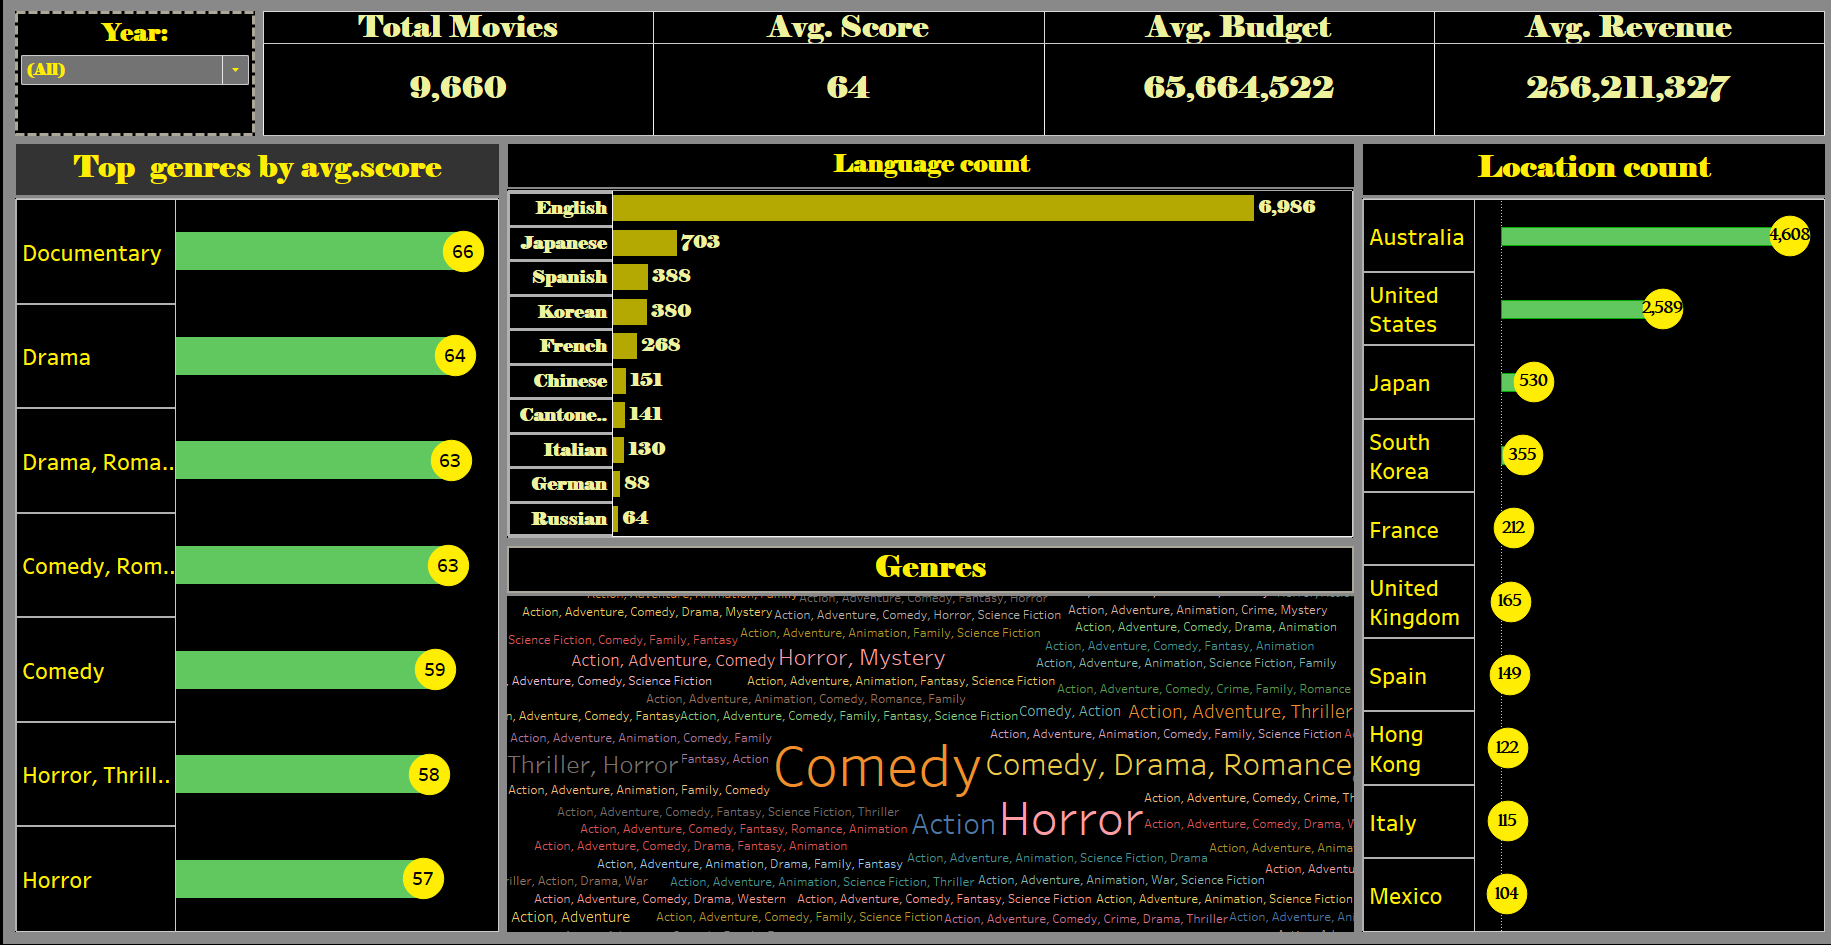 Year:
(All)
Total Movies
9,660
Avg. Score
64
Avg. Budget
65,664,522
Avg. Revenue
256,211,327
Top genres by avg.score
Documentary
66
Drama
64
Drama, Roma..
63
Comedy, Rom..
63
Comedy
59
Horror, Thrill..
58
Horror
57
Language count
English 6,986
Japanese 703
Spanish 388
Korean 380
French 268
Chinese 151
Cantone.. 141
Italian 130
German 88
Russian 64
Genres
Action, Adventure, Comedy, Fantasy, Horror
Action, Adventure, Comedy, Drama, Mystery
Action, Adventure, Comedy, Horror, Science Fiction
Action, Adventure, Animation, Crime, Mystery
Science Fiction, Comedy, Family, Fantasy
Action, Adventure, Animation, Family, Science Fiction
Action, Adventure, Comedy, Drama, Animation
Action, Adventure, Comedy, Fantasy, Animation
Action, Adventure, Comedy
Horror, Mystery
Action, Adventure, Animation, Science Fiction, Family
, Adventure, Comedy, Science Fiction
Action, Adventure, Animation, Fantasy, Science Fiction
Action, Adventure, Comedy, Crime, Family, Romance
Action, Adventure, Animation, Comedy, Romance, Family
n, Adventure, Comedy, Fantasy
Action, Adventure, Comedy, Family, Fantasy, Science Fiction
Comedy, Action
Action, Adventure, Thriller
Action, Adventure, Animation, Comedy, Family
Action, Adventure, Animation, Comedy, Family, Science Fiction
Thriller, Horror
Fantasy, Action
Comedy
Comedy, Drama, Romance,
Action, Adventure, Animation, Family, Comedy
Action, Adventure, Comedy, Crime, Th
Action, Adventure, Comedy, Fantasy, Science Fiction, Thriller
Action
Horror
Action, Adventure, Comedy, Drama, W
Action, Adventure, Comedy, Fantasy, Romance, Animation
Action, Adventure, Comedy, Drama, Fantasy, Animation
Action, Adventure, Anima
Action, Adventure, Animation, Drama, Family, Fantasy
Action, Adventure, Animation, Science Fiction, Drama
Action, Adventu
riller, Action, Drama, War
Action, Adventure, Animation, Science Fiction, Thriller
Action, Adventure, Animation, War, Science Fiction
Action, Adventure, Comedy, Drama, Western
Action, Adventure, Comedy, Fantasy, Science Fiction
Action, Adventure, Animation, Science Fiction
Action, Adventure
Action, Adventure, Comedy, Family, Science Fiction
Action, Adventure, Comedy, Crime, Drama, Thriller
Action, Adventure, Ani
Location count
Australia
4,608
United
States
2,589
Japan
530
South
Korea
355
France
212
United
Kingdom
165
Spain
149
Hong
Kong
122
Italy
115
Mexico
104